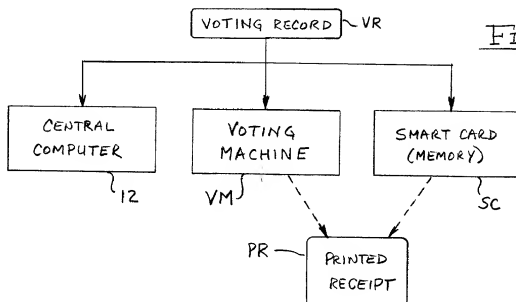 VOTING RECORD
VR
CENTRAL
COMPUTER
12
VOTING
MACHINE
VM
SMART CARD
(MEMORY)
SC
PR
PRINTED
RECEIPT